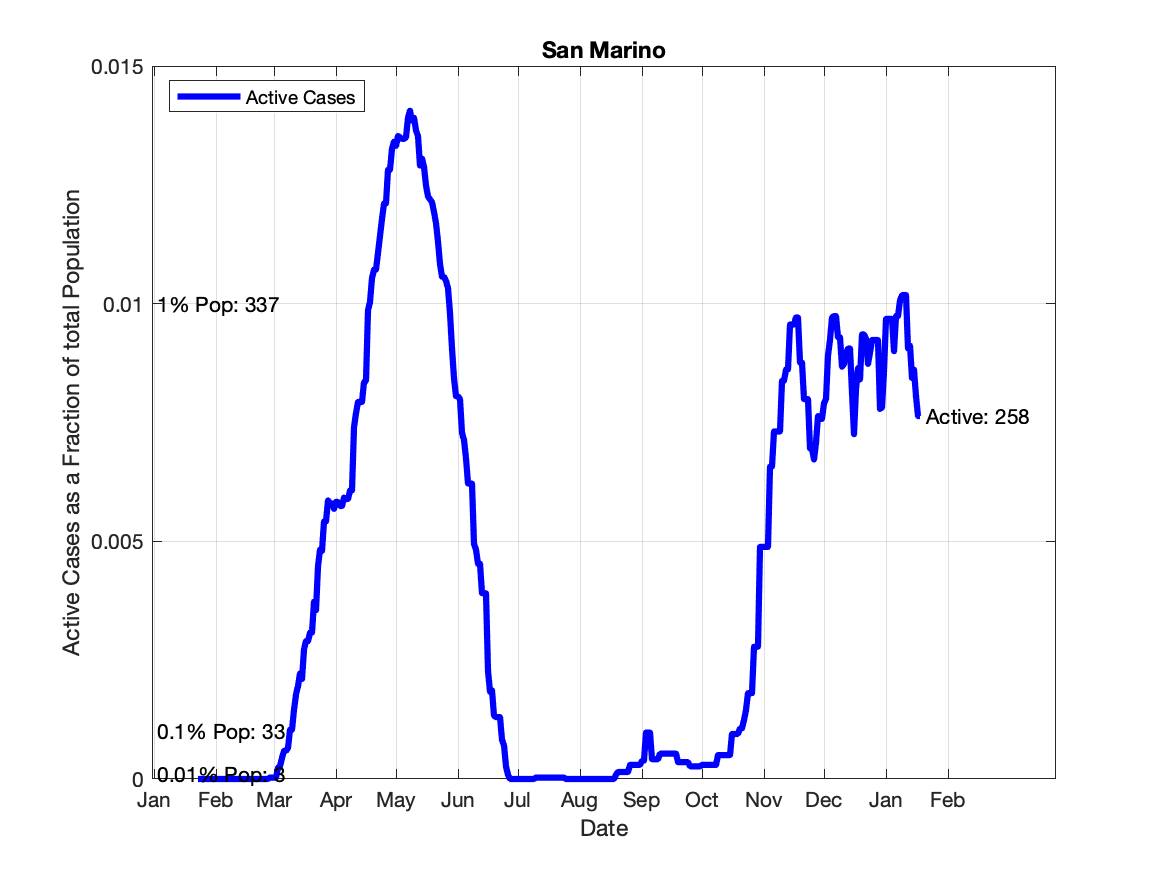 San Marino
0.015
Active Cases
0.01
1% Pop: 337
Active: 258
0.005
0.1% Pop: 33
0.01% Pop: 3
0
Jan Feb Mar Apr May Jun Jul Aug Sep Oct Nov Dec Jan Feb
Date
Active Cases as a Fraction of total Population